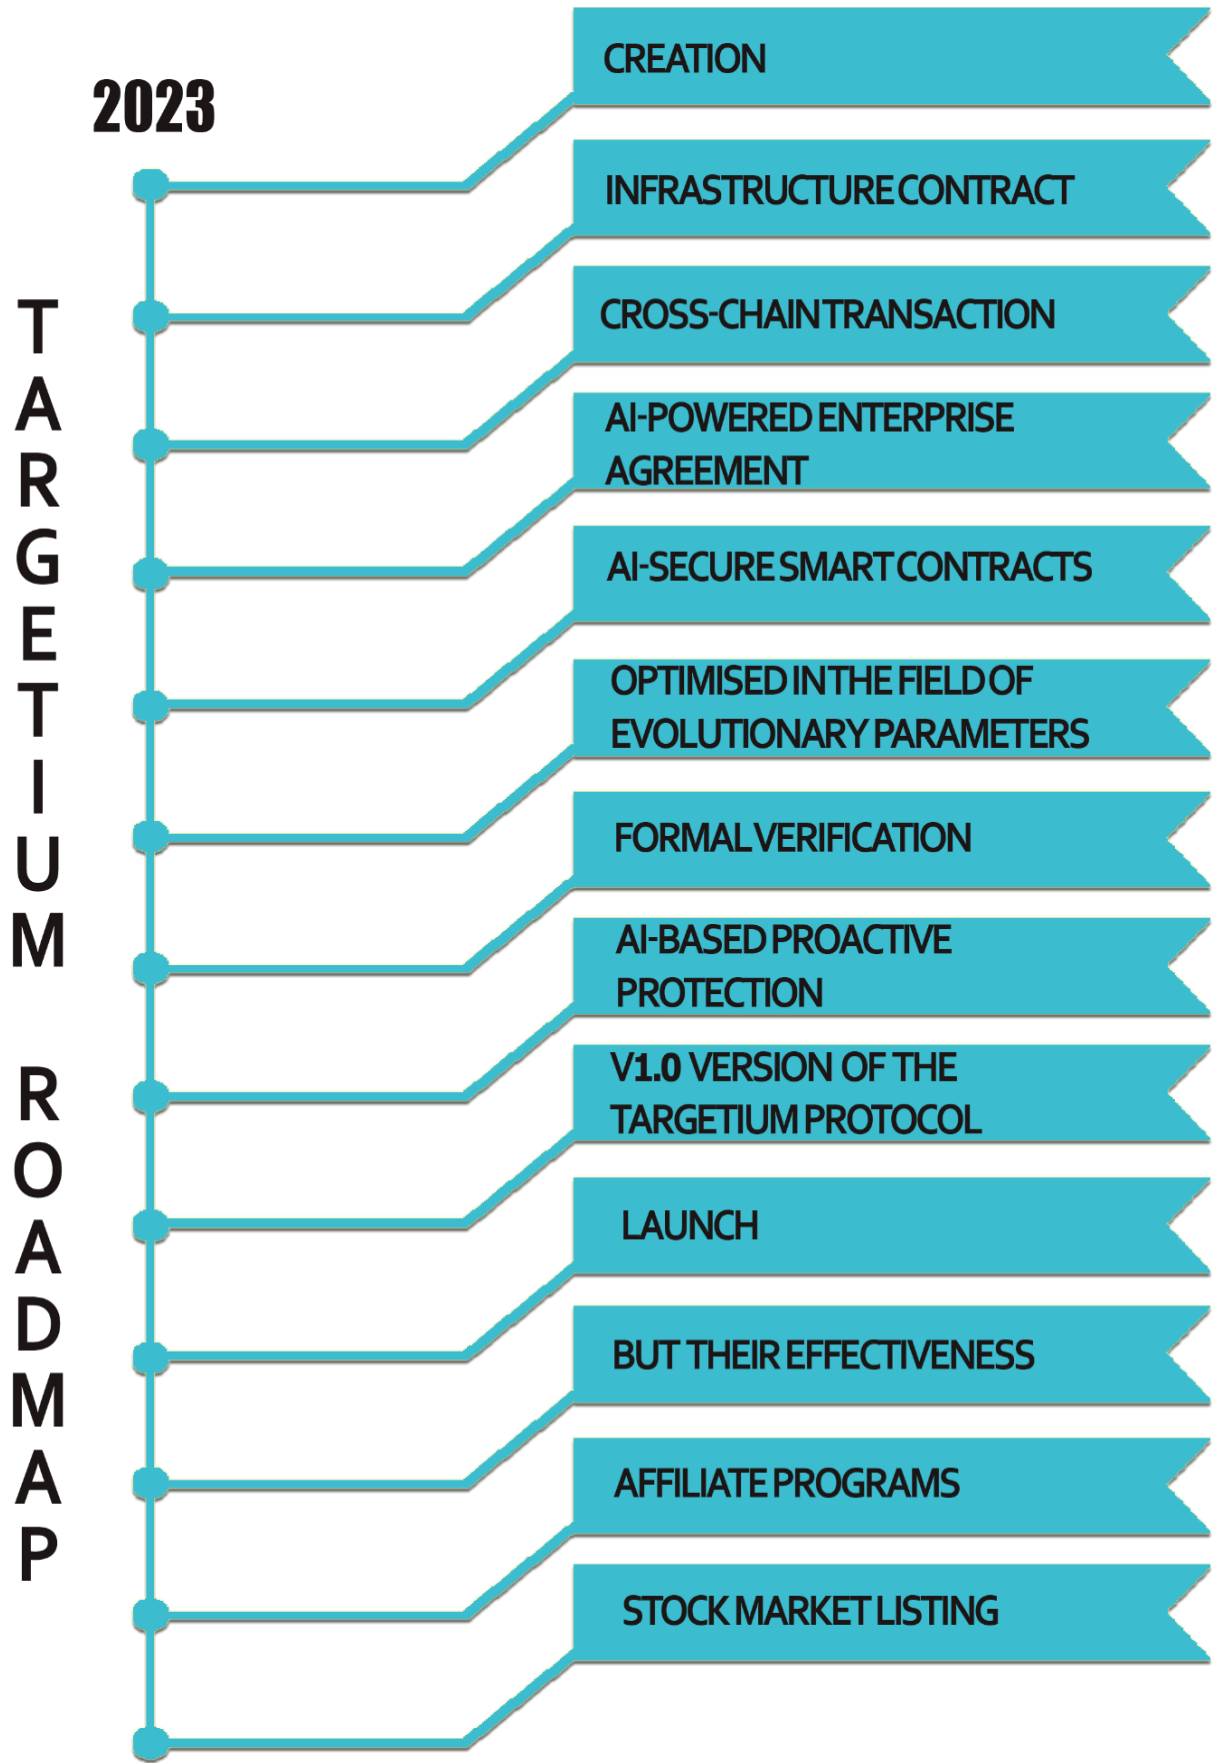 2023
TARGETIUM ROADMAP
CREATION
INFRASTRUCTURE CONTRACT
CROSS-CHAIN TRANSACTION
AI-POWERED ENTERPRISE
AGREEMENT
AI-SECURE SMART CONTRACTS
OPTIMISED IN THE FIELD OF
EVOLUTIONARY PARAMETERS
FORMAL VERIFICATION
AI-BASED PROACTIVE
PROTECTION
V1.0 VERSION OF THE
TARGETIUM PROTOCOL
LAUNCH
BUT THEIR EFFECTIVENESS
AFFILIATE PROGRAMS
STOCK MARKET LISTING